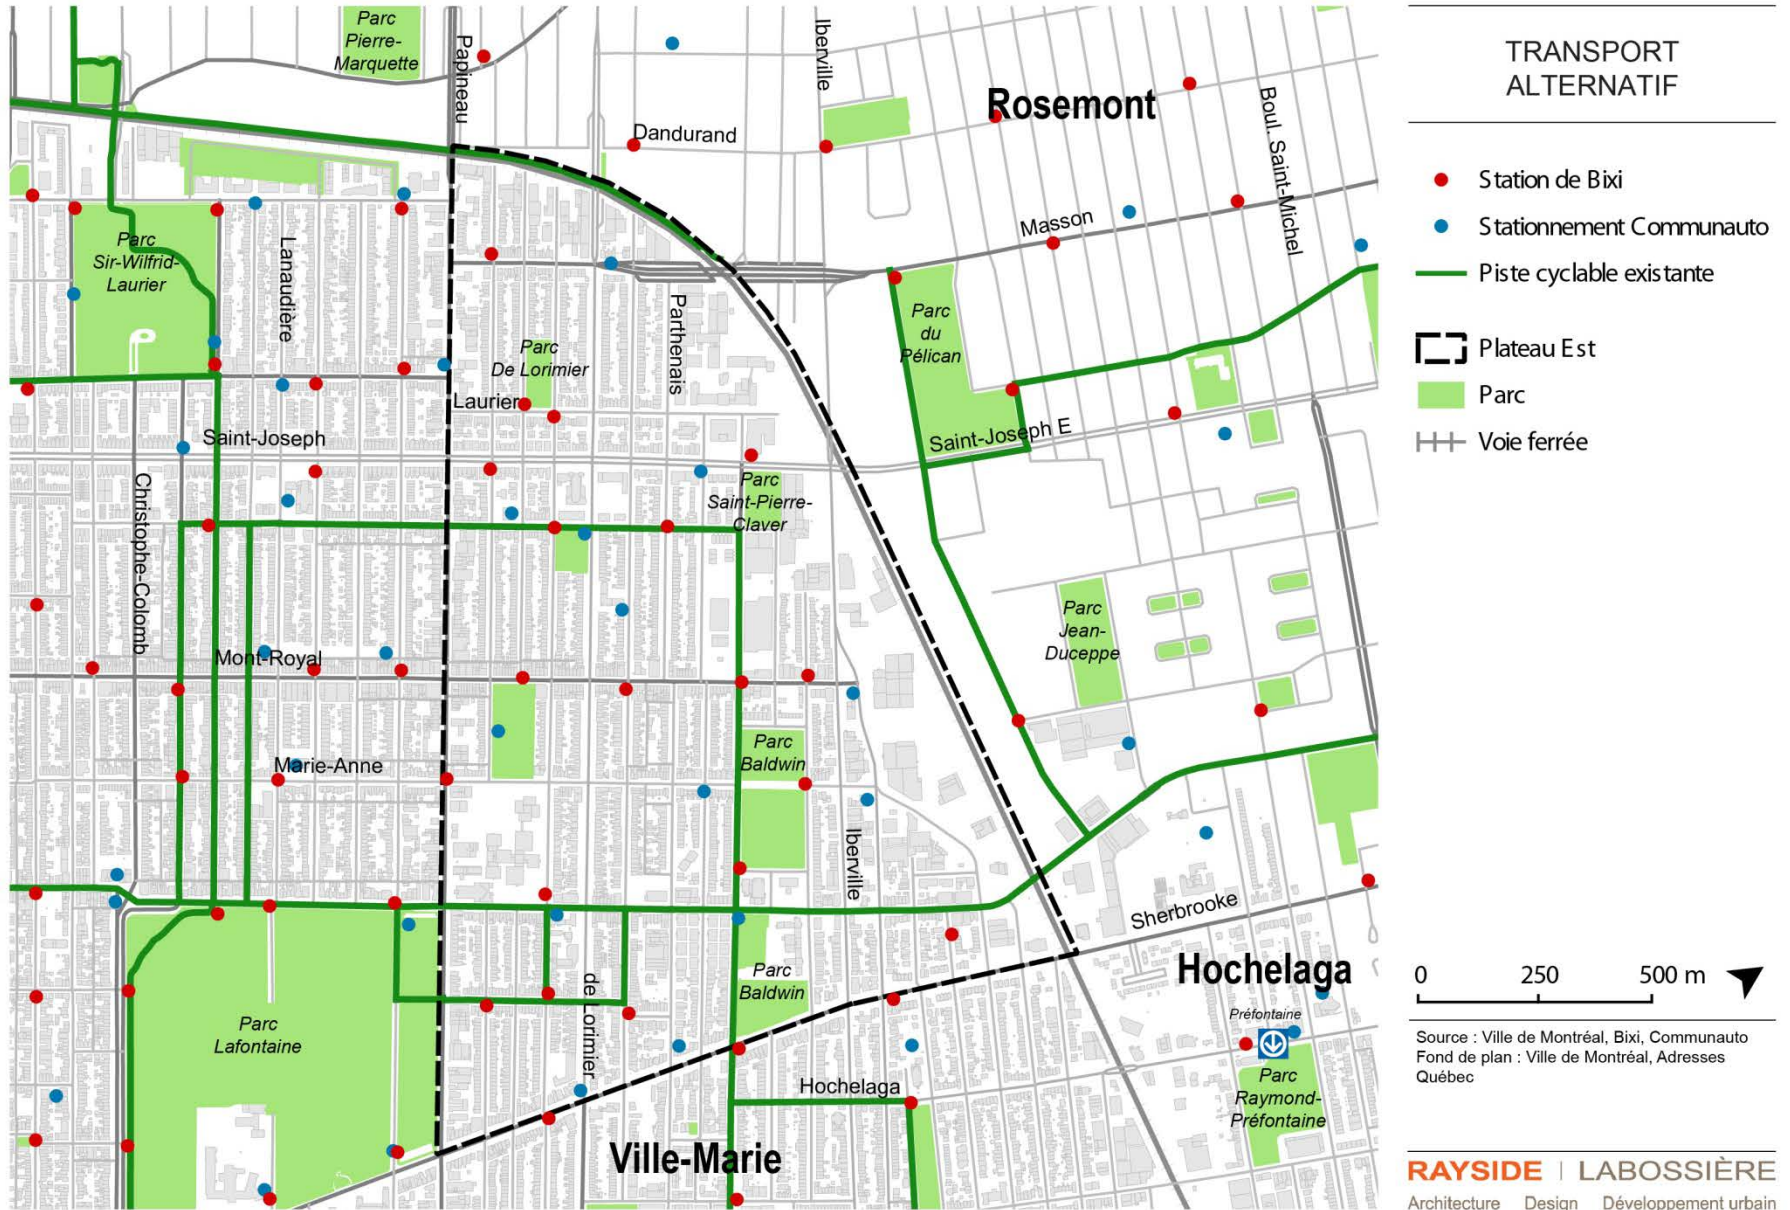 Parc
Pierre-
Marquette
Papineau
Iberville
Dandurand
Rosemont
Boul. Saint-Michel
Masson
Parc
Sir-Wilfrid-
Laurier
Lanaudière
Parthenais
Parc
De Lorimier
Laurier
Parc
du
Pélican
Saint-Joseph
Saint-Joseph E
Christophe-Colomb
Parc
Saint-Pierre-
Claver
Mont-Royal
Parc
Jean-
Duceppe
Marie-Anne
Parc
Baldwin
Iberville
Sherbrooke
de Lorimier
Parc
Baldwin
Hochelaga
Préfontaine
Parc
Lafontaine
Hochelaga
Parc
Raymond-
Préfontaine
Ville-Marie
TRANSPORT
ALTERNATIF
Station de Bixi
Stationnement Communauto
Piste cyclable existante
Plateau Est
Parc
Voie ferrée
0 250 500 m
Source : Ville de Montréal, Bixi, Communauto
Fond de plan : Ville de Montréal, Adresses
Québec
RAYSIDE | LABOSSIÈRE
Architecture Design Développement urbain